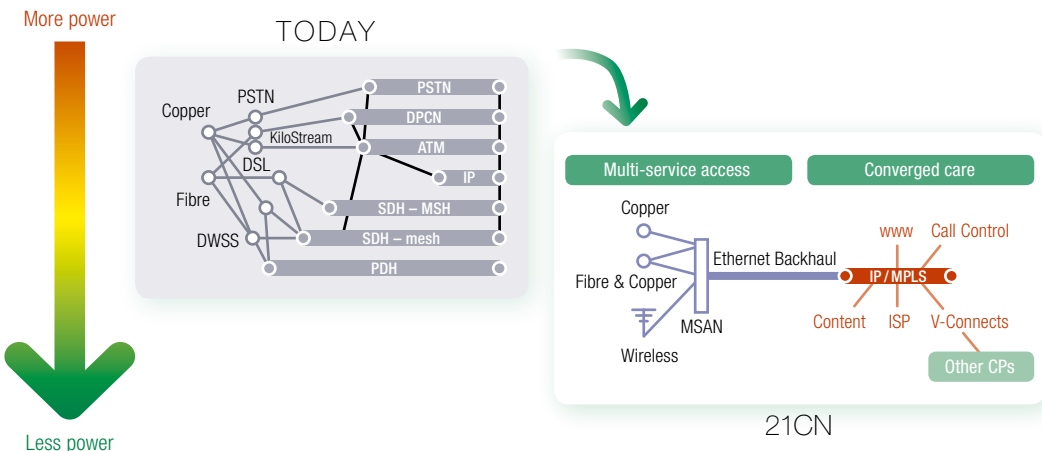 More power
TODAY
PSTN
PSTN
Copper
DPCN
KiloStream
ATM
DSL
IP
Fibre
SDH – MSH
DWSS
SDH – mesh
PDH
Multi-service access
Converged care
Copper
www
Call Control
Ethernet Backhaul
Fibre & Copper
IP / MPLS
MSAN
Content
ISP
V-Connects
Wireless
Other CPs
21CN
Less power